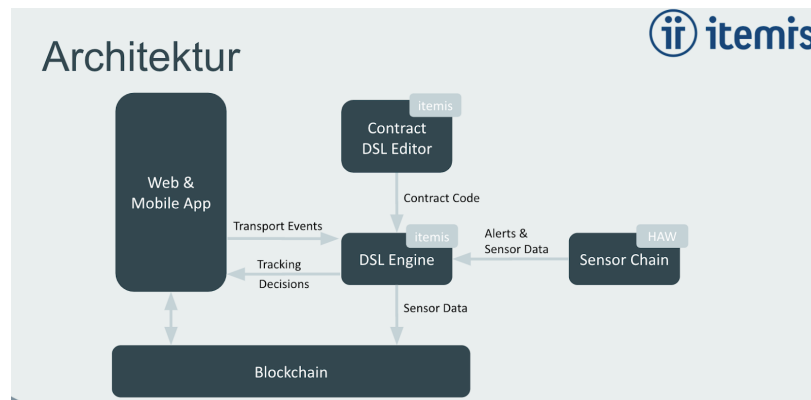 Architektur
itemis
itemis
Contract
DSL Editor
Web &
Mobile App
Contract Code
Transport Events
itemis
DSL Engine
Alerts &
Sensor Data
HAW
Sensor Chain
Tracking
Decisions
Sensor Data
Blockchain